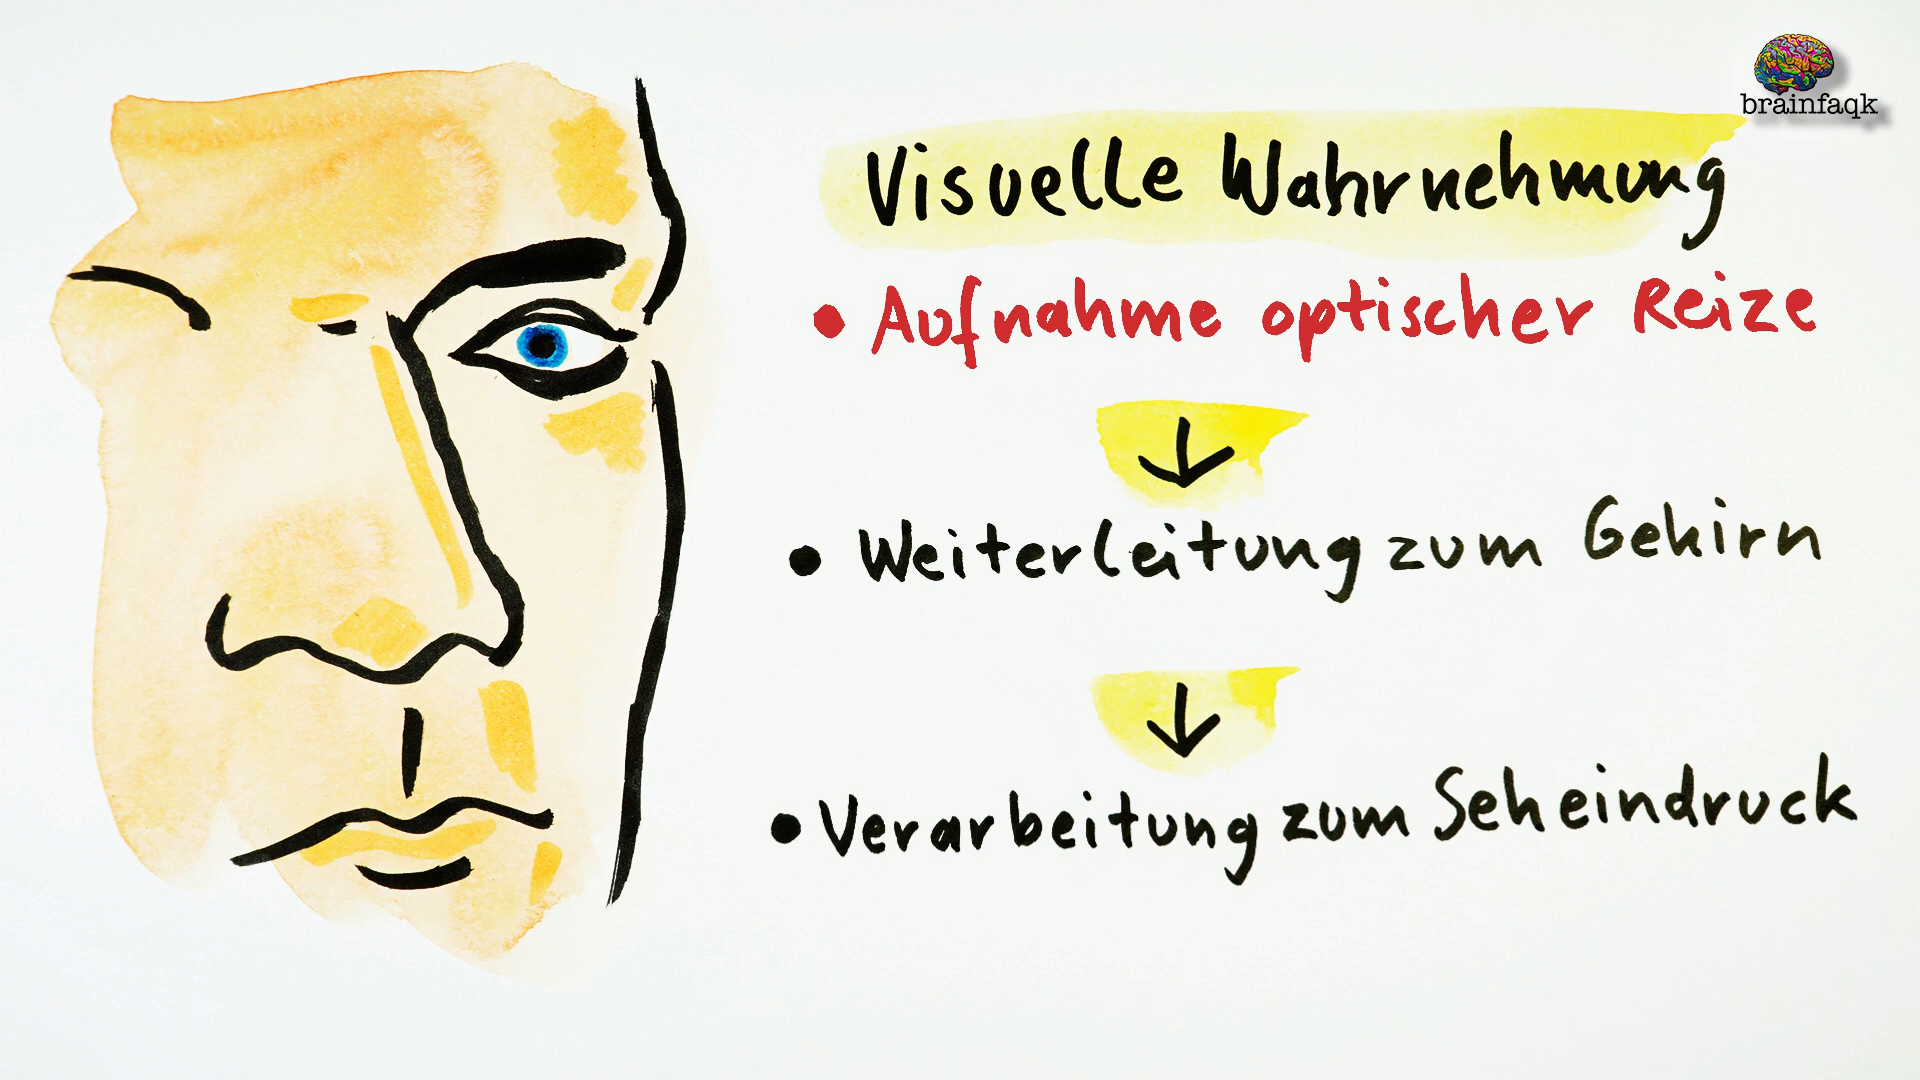 brainfaqk
Visuelle Wahrnehmung
• Aufnahme optischer Reize
↓
• Weiterleitung zum Gehirn
↓
• Verarbeitung zum Seheindruck